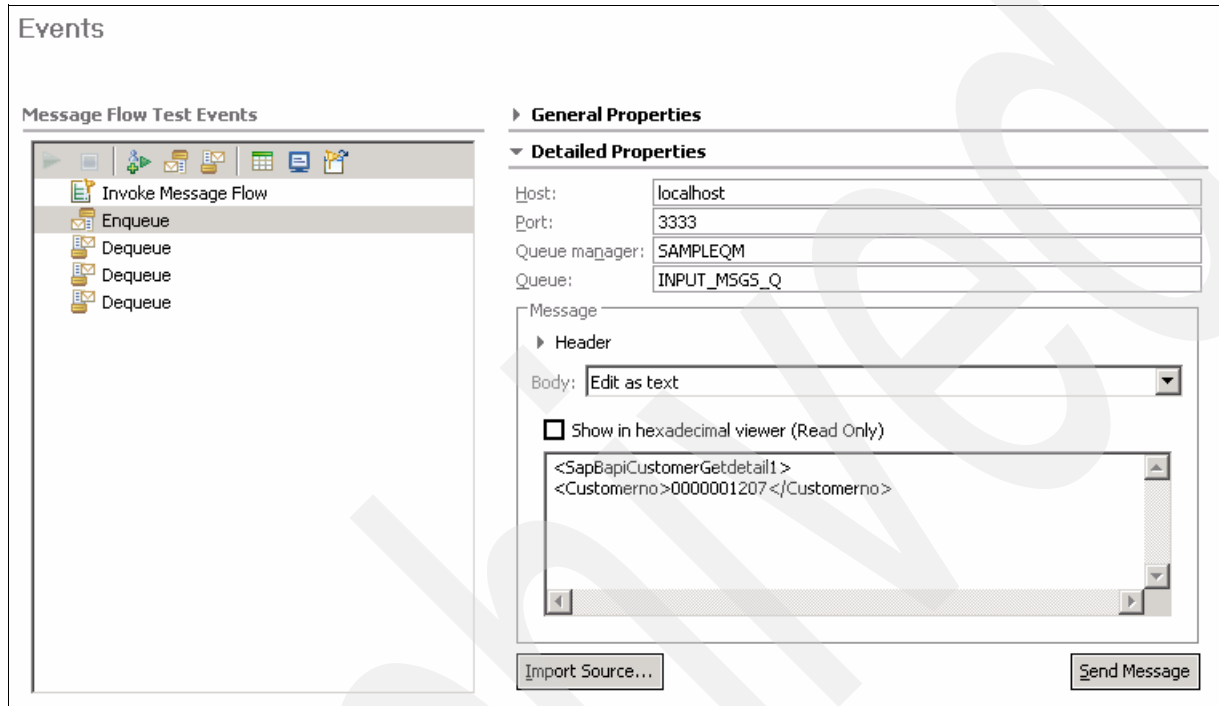 Events
Message Flow Test Events
Invoke Message Flow
Enqueue
Dequeue
Dequeue
Dequeue
General Properties
Detailed Properties
Host: localhost
Port: 3333
Queue manager: SAMPLEQM
Queue: INPUT_MSGS_Q
Message
Header
Body: Edit as text
Show in hexadecimal viewer (Read Only)
<SapBapiCustomerGetdetail1>
<Customerno>0000001207</Customerno>
Import Source... Send Message